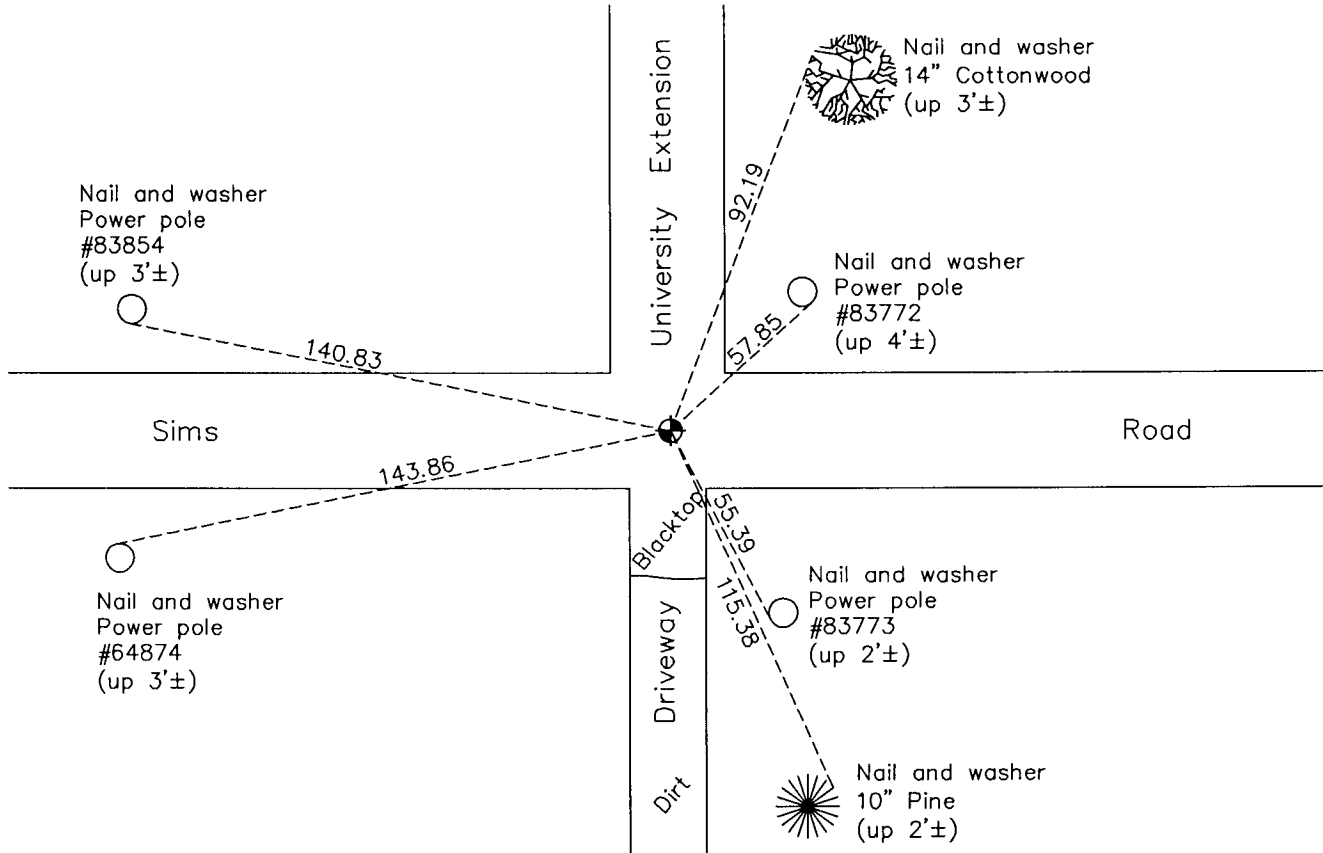 Nail and washer
14" Cottonwood
(up 3'±)
University Extension
92.19
Nail and washer
Power pole
#83854
(up 3'±)
Nail and washer
Power pole
#83772
(up 4'±)
57.85
140.83
Sims
Road
143.86
Blacktop
55.39
115.38
Nail and washer
Power pole
#83773
(up 2'±)
Nail and washer
Power pole
#64874
(up 3'±)
Driveway
Dirt
Nail and washer
10" Pine
(up 2'±)